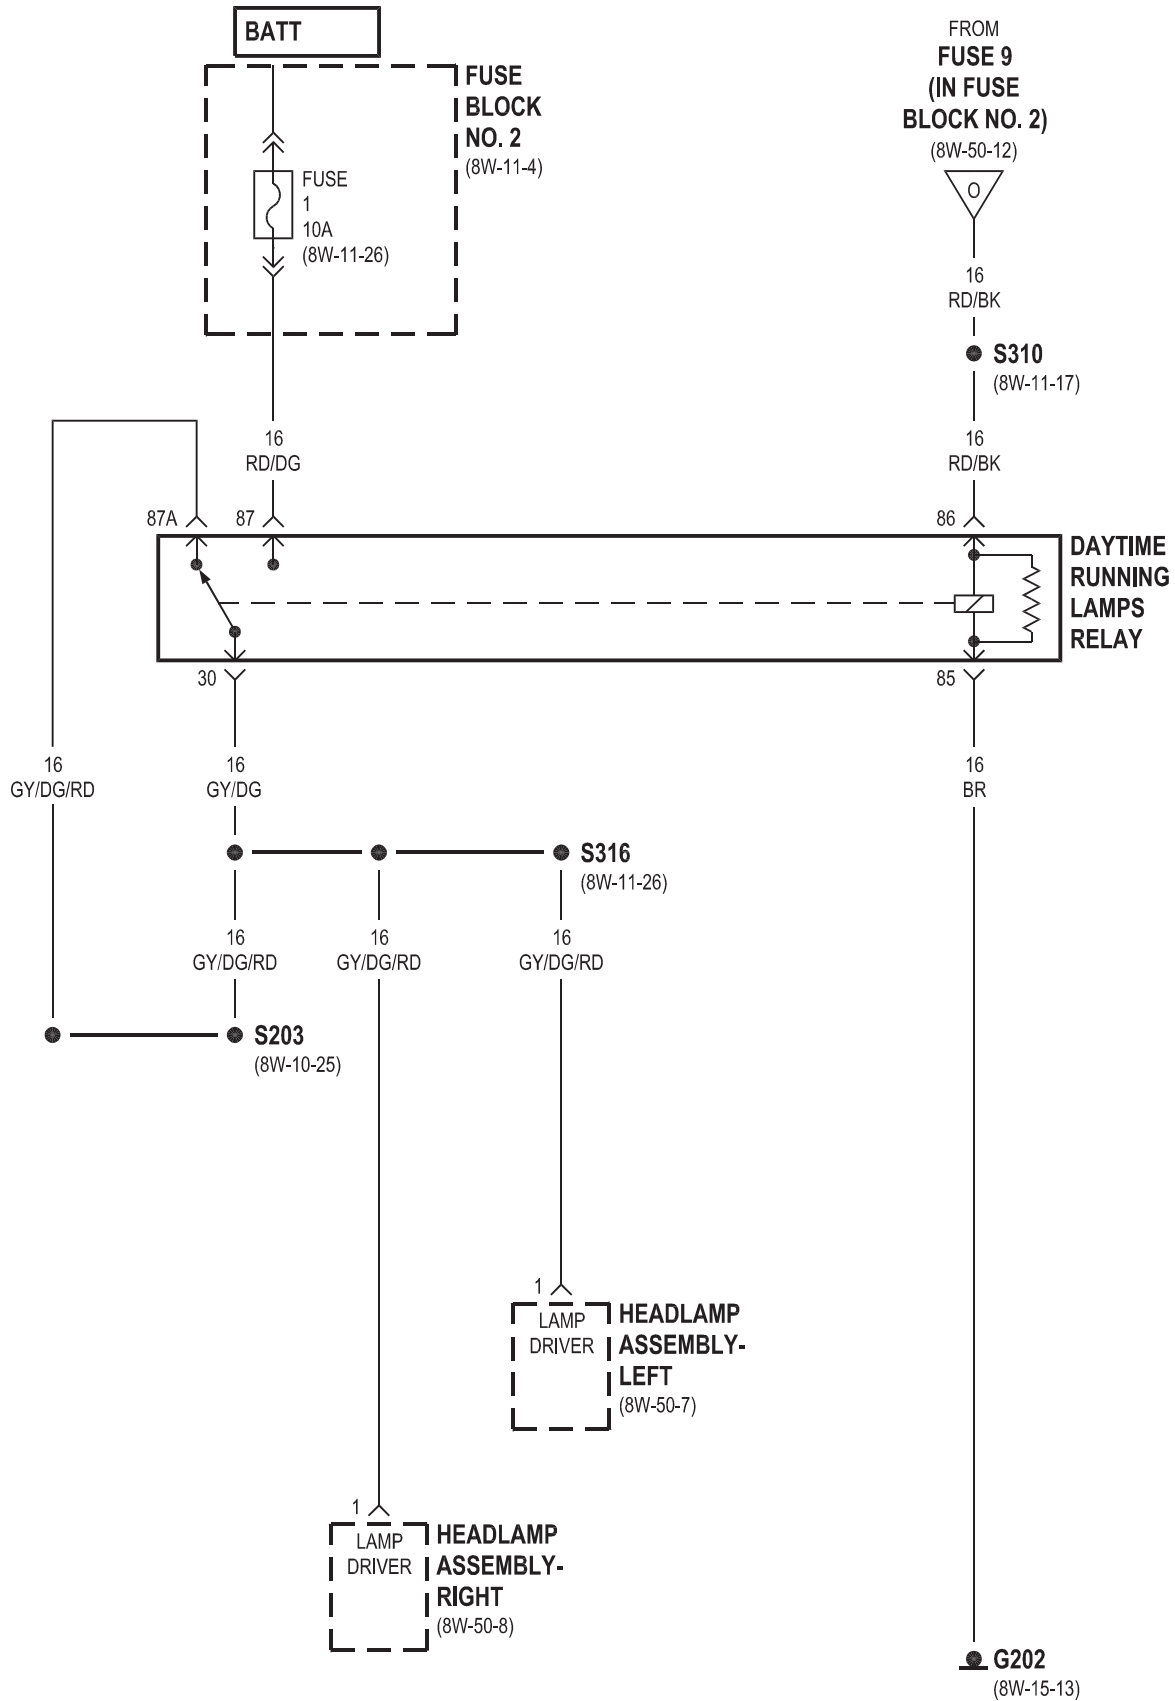 BATT
FUSE
BLOCK
NO. 2
(8W-11-4)
FUSE
1
10A
(8W-11-26)
FROM
FUSE 9
(IN FUSE
BLOCK NO. 2)
(8W-50-12)
O
16
RD/BK
S310
(8W-11-17)
16
RD/DG
16
RD/BK
87A
87
86
DAYTIME
RUNNING
LAMPS
RELAY
30
85
16
GY/DG/RD
16
GY/DG
16
BR
S316
(8W-11-26)
16
GY/DG/RD
16
GY/DG/RD
16
GY/DG/RD
S203
(8W-10-25)
1
LAMP
DRIVER
HEADLAMP
ASSEMBLY-
LEFT
(8W-50-7)
1
LAMP
DRIVER
HEADLAMP
ASSEMBLY-
RIGHT
(8W-50-8)
G202
(8W-15-13)